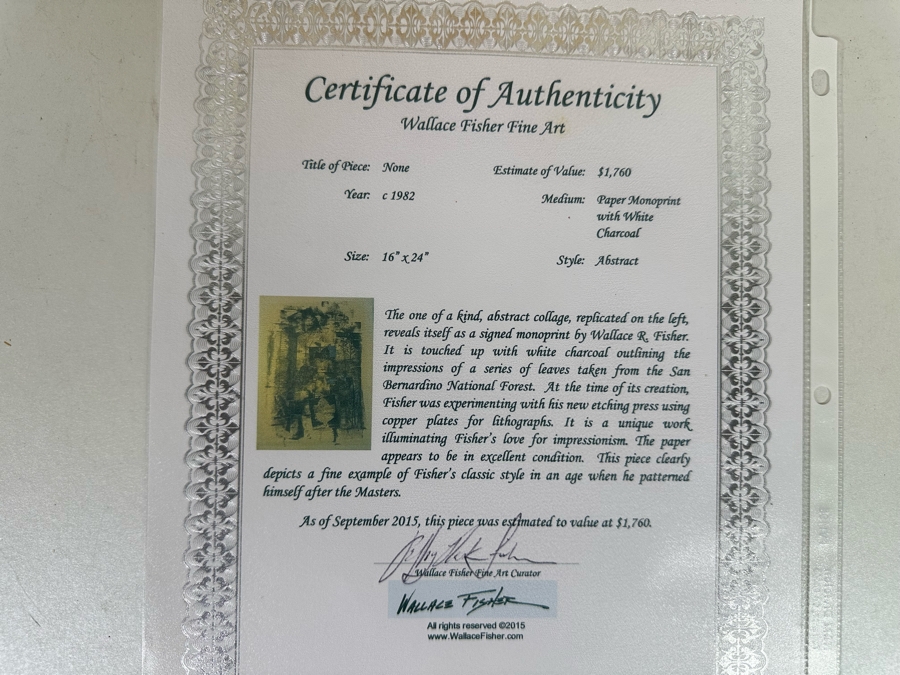 Certificate of Authenticity
Wallace Fisher Fine Art
Title of Piece: None
Estimate of Value: $1,760
Year: c 1982
Medium: Paper Monoprint
with White
Charcoal
Size: 16" x 24"
Style: Abstract
The one of a kind, abstract collage, replicated on the left,
reveals itself as a signed monoprint by Wallace R. Fisher.
It is touched up with white charcoal outlining the
impressions of a series of leaves taken from the San
Bernardino National Forest. At the time of its creation,
Fisher was experimenting with his new etching press using
copper plates for lithographs. It is a unique work
illuminating Fisher's love for impressionism. The paper
appears to be in excellent condition. This piece clearly
depicts a fine example of Fisher's classic style in an age when he patterned
himself after the Masters.
As of September 2015, this piece was estimated to value at $1,760.
Wallace Fisher Fine Art Curator
WALLACE FISHER
All rights reserved ©2015
www.WallaceFisher.com